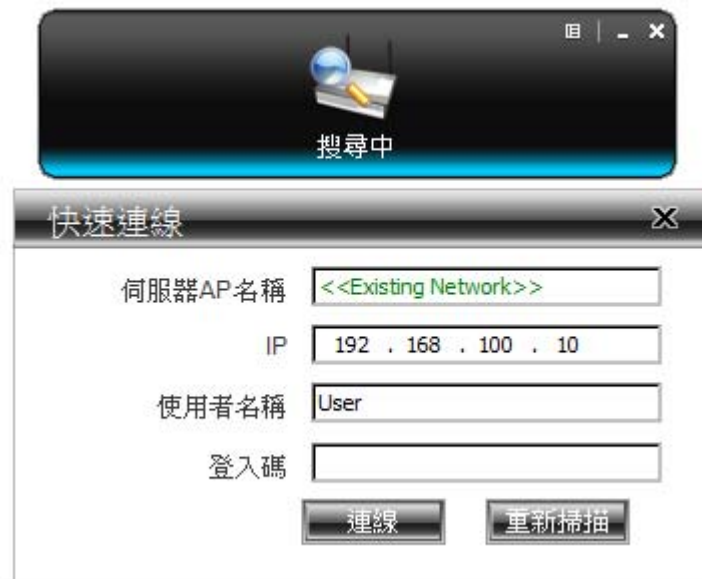 搜尋中
快速連線
伺服器AP名稱 <<Existing Network>>
IP 192 . 168 . 100 . 10
使用者名稱 User
登入碼
連線 重新掃描